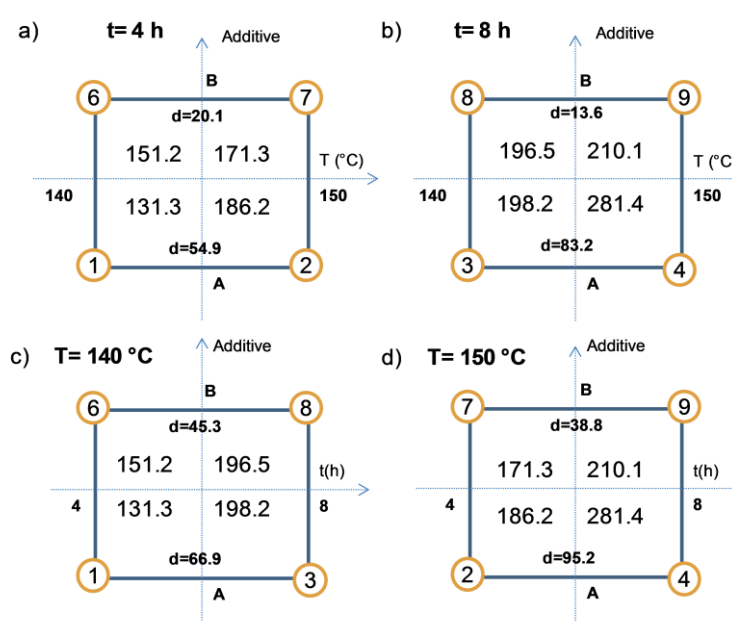 a) t= 4 h Additive
B
6 7
d=20.1
151.2 171.3
T (°C)
140 150
131.3 186.2
d=54.9
1 2
A
b) t= 8 h Additive
B
8 9
d=13.6
196.5 210.1
T (°C
140 150
198.2 281.4
d=83.2
3 4
A
c) T= 140 °C Additive
B
6 8
d=45.3
151.2 196.5
t(h)
4 8
131.3 198.2
d=66.9
1 3
A
d) T= 150 °C Additive
B
7 9
d=38.8
171.3 210.1
t(h)
4 8
186.2 281.4
d=95.2
2 4
A